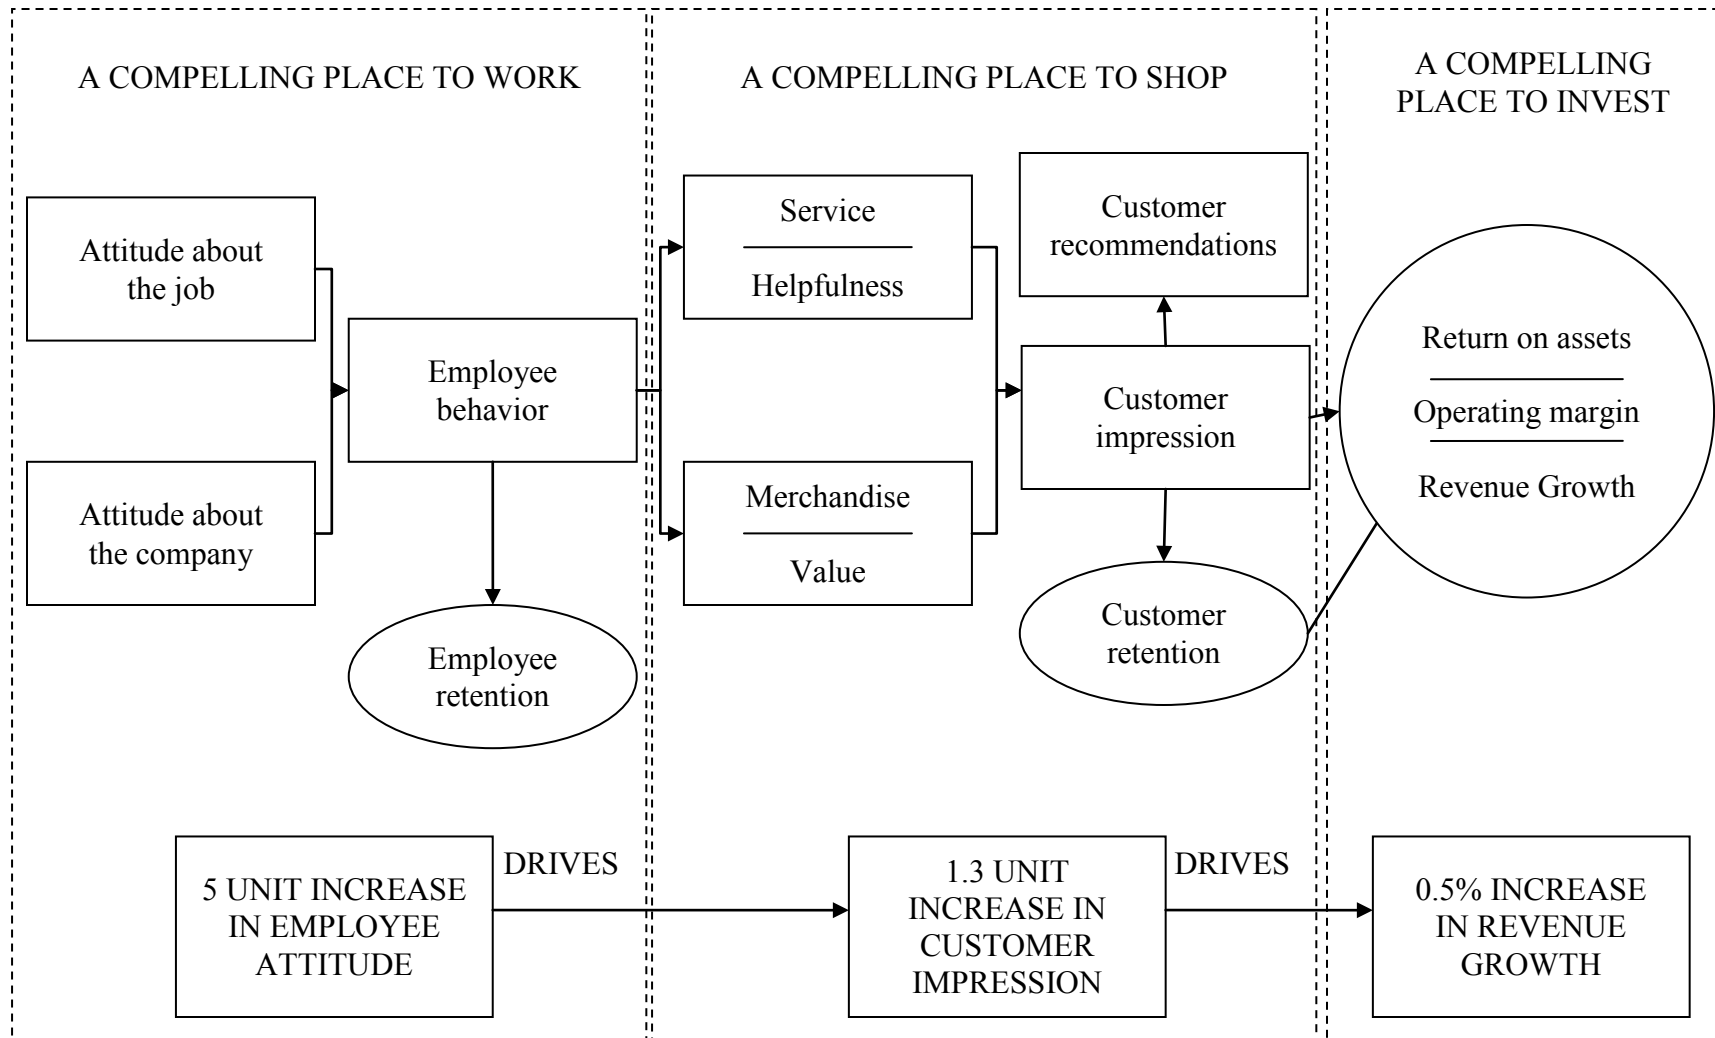 A COMPELLING PLACE TO WORK
A COMPELLING PLACE TO SHOP
A COMPELLING
PLACE TO INVEST
Attitude about
the job
Attitude about
the company
Employee
behavior
Employee
retention
Service
Helpfulness
Merchandise
Value
Customer
recommendations
Customer
impression
Customer
retention
Return on assets
Operating margin
Revenue Growth
5 UNIT INCREASE
IN EMPLOYEE
ATTITUDE
DRIVES
1.3 UNIT
INCREASE IN
CUSTOMER
IMPRESSION
DRIVES
0.5% INCREASE
IN REVENUE
GROWTH